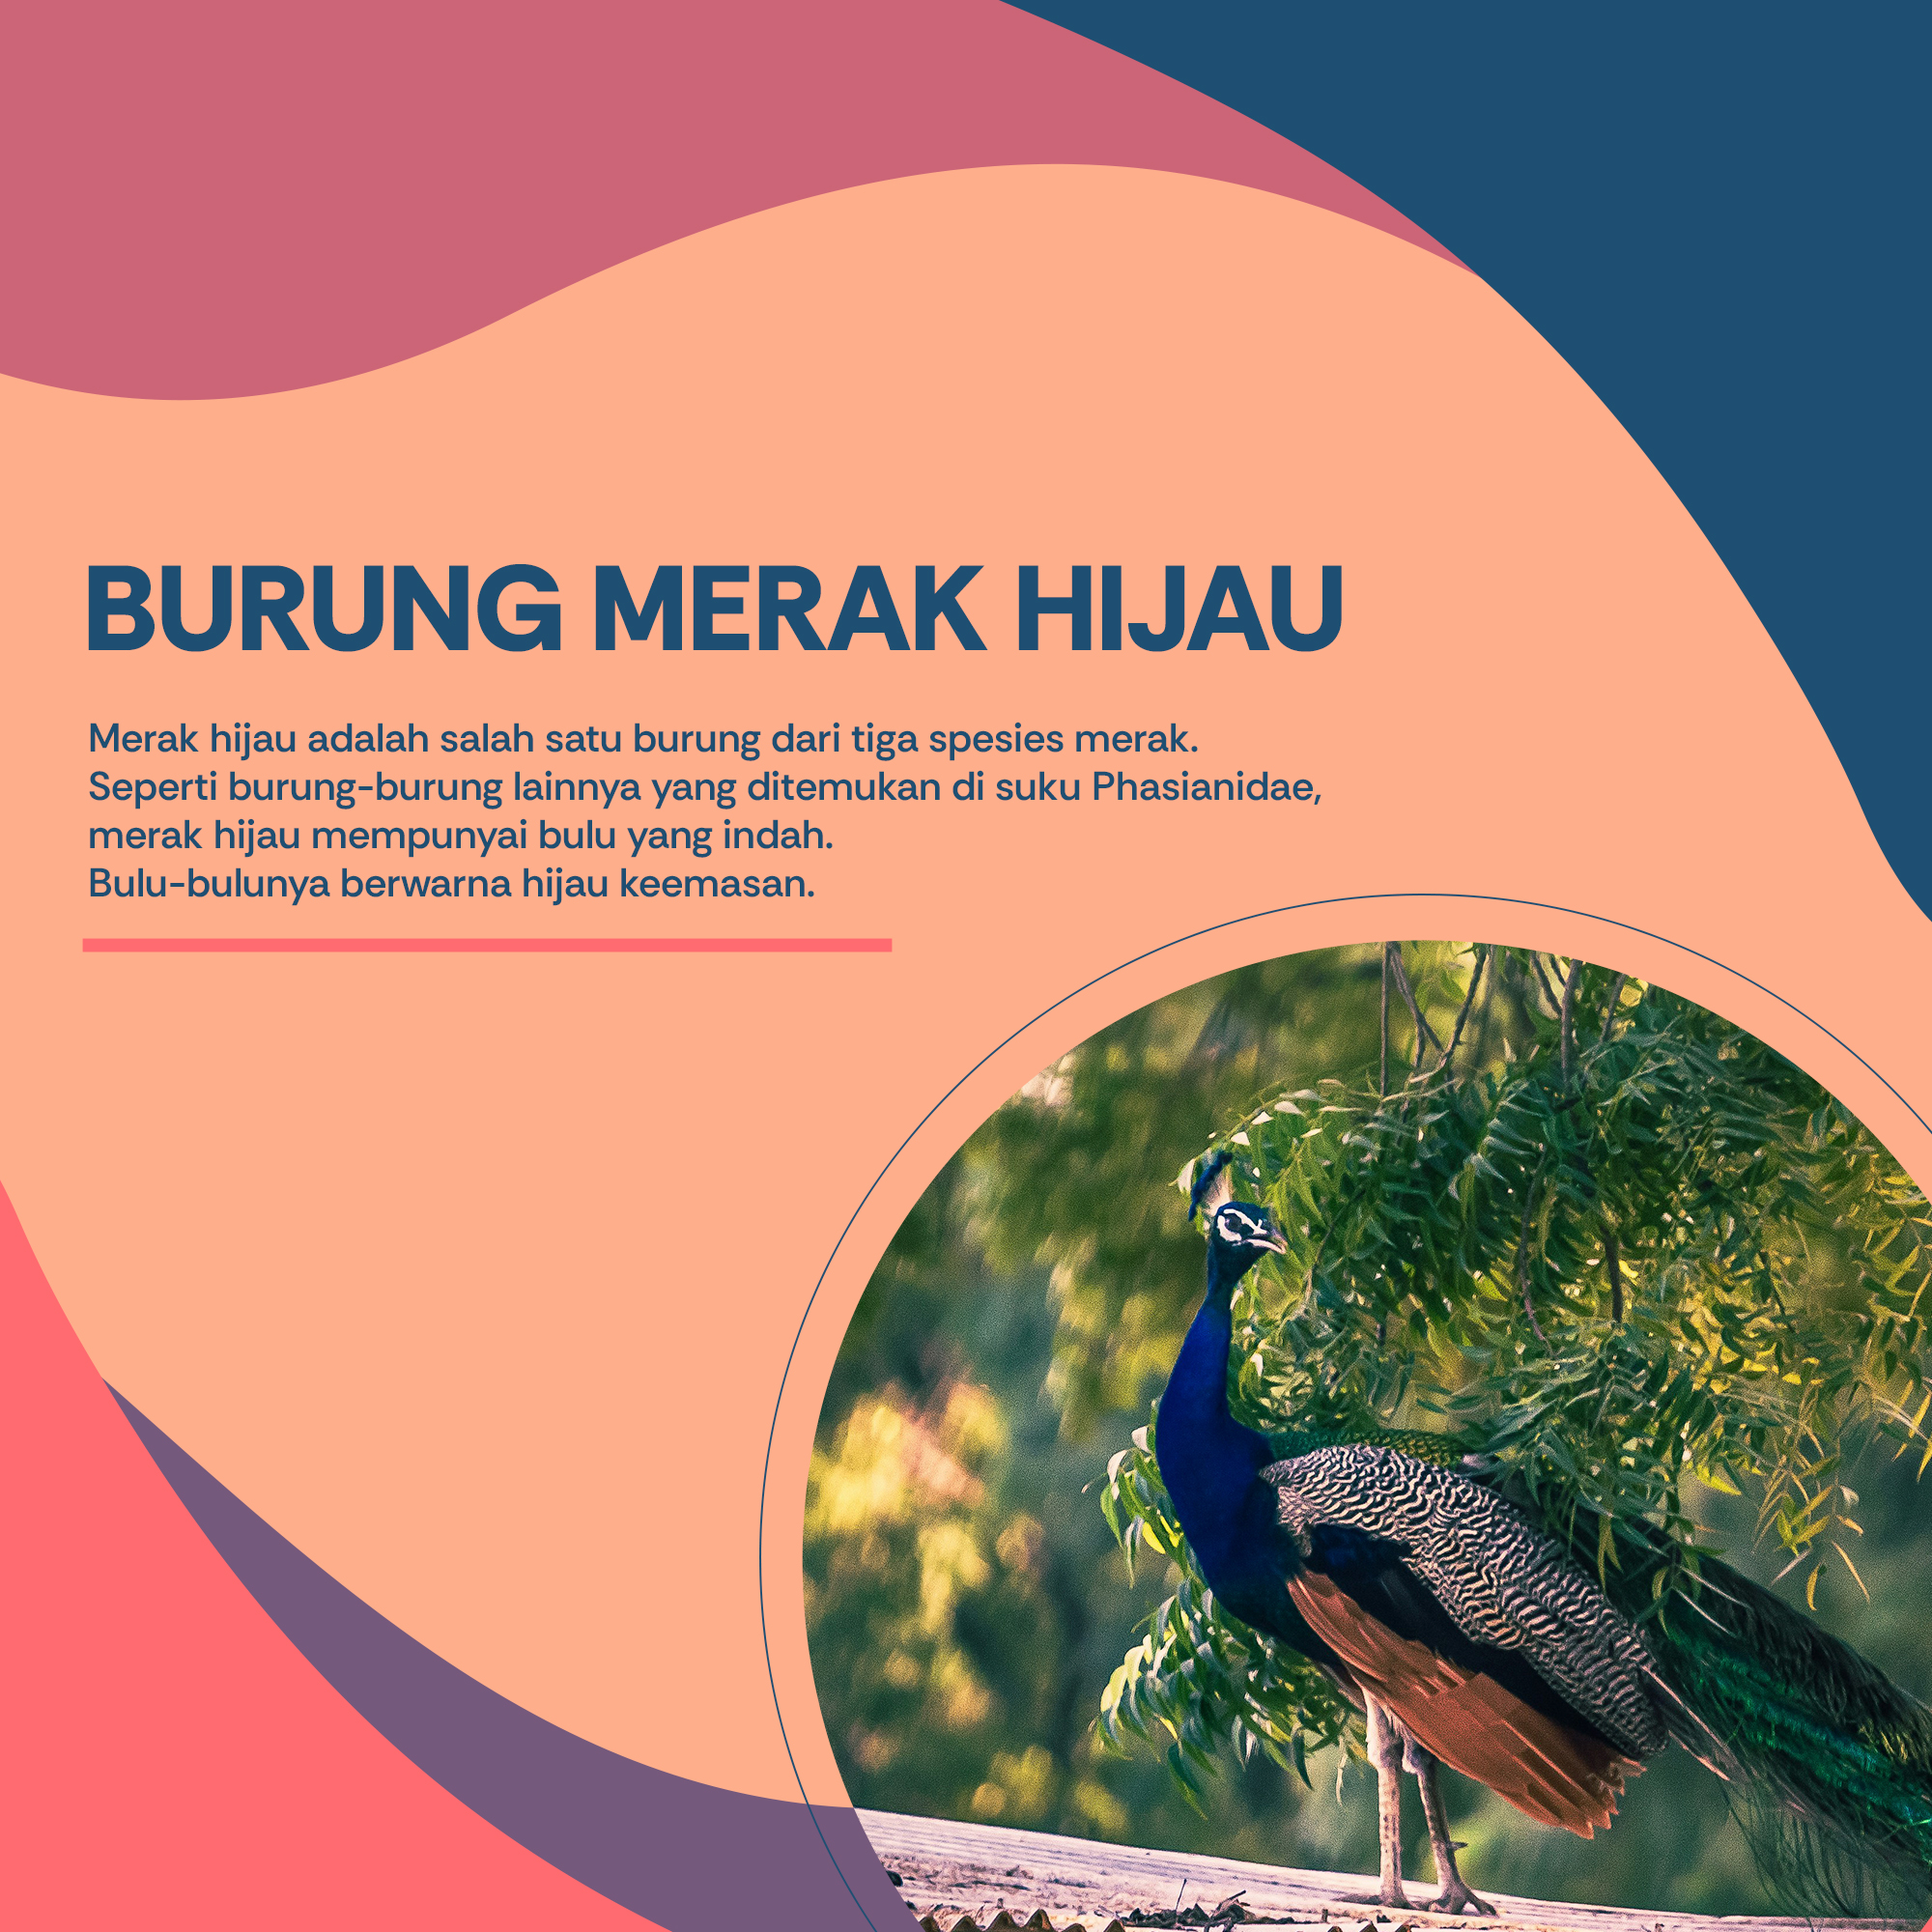 BURUNG MERAK HIJAU
Merak hijau adalah salah satu burung dari tiga spesies merak.
Seperti burung-burung lainnya yang ditemukan di suku Phasianidae,
merak hijau mempunyai bulu yang indah.
Bulu-bulunya berwarna hijau keemasan.